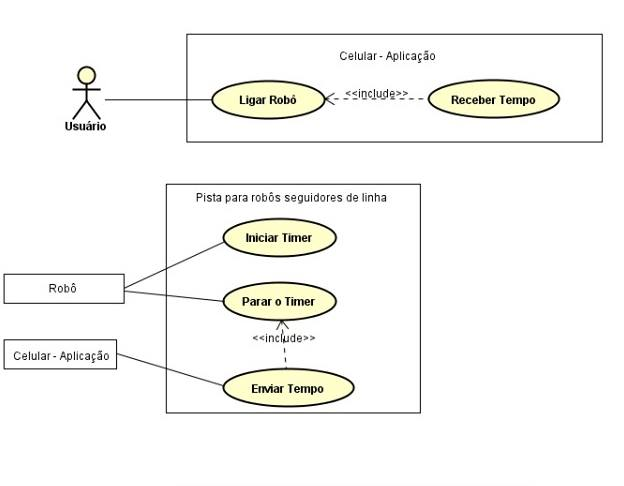 Celular - Aplicação
Ligar Robô
<<include>>
Receber Tempo
Usuário
Pista para robôs seguidores de linha
Iniciar Timer
Robô
Parar o Timer
<<include>>
Celular - Aplicação
Enviar Tempo